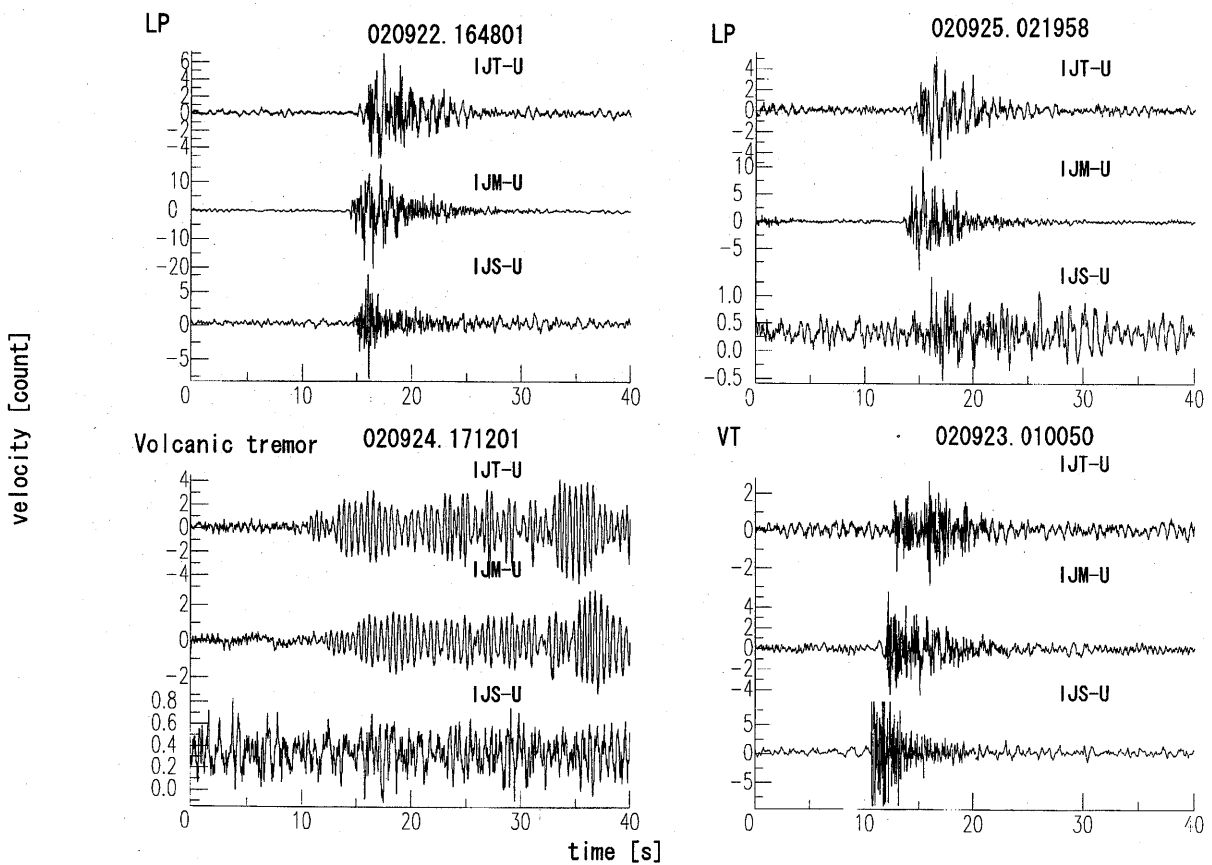 LP
020922.164801
IJT-U
6
4
2
0
-2
-4
IJM-U
10
0
-10
-20
IJS-U
5
0
-5
0 10 20 30 40
LP
020925.021958
IJT-U
4
2
0
-2
-4
IJM-U
10
5
0
-5
IJS-U
1.0
0.5
0.0
-0.5
0 10 20 30 40
velocity [count]
Volcanic tremor
020924.171201
IJT-U
4
2
0
-2
-4
IJM-U
2
0
-2
IJS-U
0.8
0.6
0.4
0.2
0.0
0 10 20 30 40
VT
020923.010050
IJT-U
2
0
-2
IJM-U
4
2
0
-2
-4
IJS-U
5
0
-5
0 10 20 30 40
time [s]